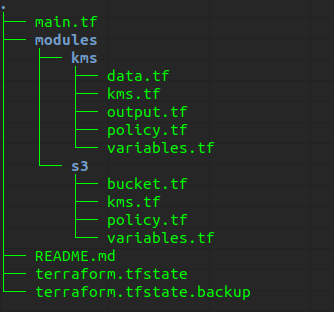 .
├── main.tf
├── modules
│   ├── kms
│   │   ├── data.tf
│   │   ├── kms.tf
│   │   ├── output.tf
│   │   ├── policy.tf
│   │   └── variables.tf
│   └── s3
│       ├── bucket.tf
│       ├── kms.tf
│       ├── policy.tf
│       └── variables.tf
├── README.md
├── terraform.tfstate
└── terraform.tfstate.backup